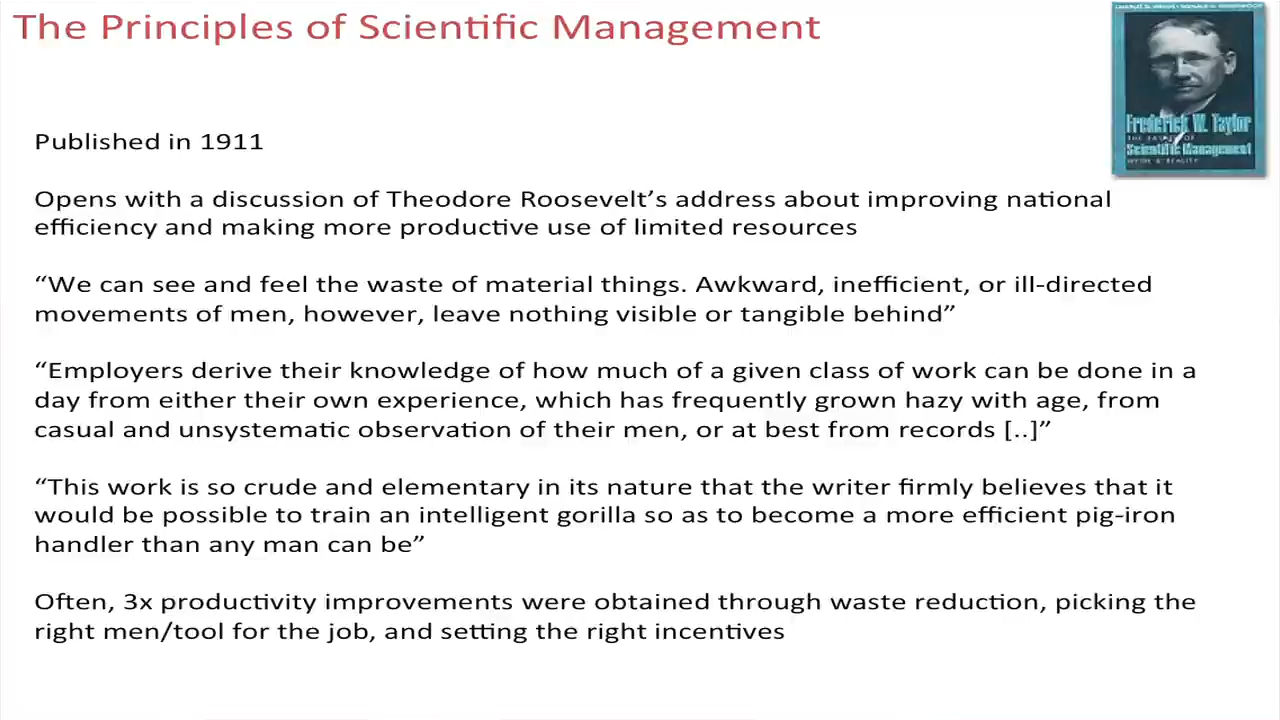 The Principles of Scientific Management
Frederick W. Taylor
Scientific Management
Published in 1911
Opens with a discussion of Theodore Roosevelt’s address about improving national
efficiency and making more productive use of limited resources
“We can see and feel the waste of material things. Awkward, inefficient, or ill-directed
movements of men, however, leave nothing visible or tangible behind”
“Employers derive their knowledge of how much of a given class of work can be done in a
day from either their own experience, which has frequently grown hazy with age, from
casual and unsystematic observation of their men, or at best from records [..]”
“This work is so crude and elementary in its nature that the writer firmly believes that it
would be possible to train an intelligent gorilla so as to become a more efficient pig-iron
handler than any man can be”
Often, 3x productivity improvements were obtained through waste reduction, picking the
right men/tool for the job, and setting the right incentives